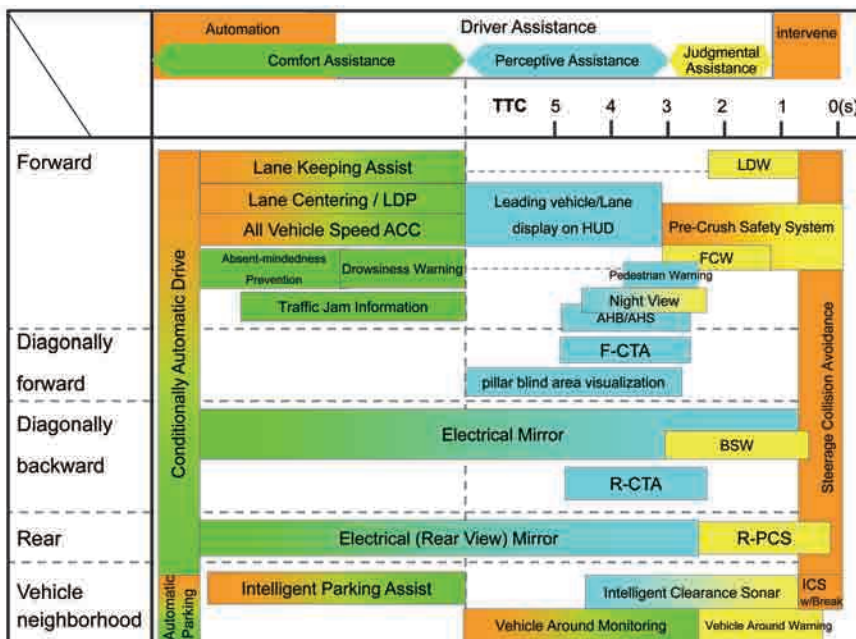 Automation
Driver Assistance
intervene
Comfort Assistance
Perceptive Assistance
Judgmental
Assistance
TTC 5 4 3 2 1 0(s)
Forward
Lane Keeping Assist
LDW
Lane Centering / LDP
Leading vehicle/Lane
display on HUD
All Vehicle Speed ACC
Pre-Crush Safety System
Absent-mindedness
Prevention
Drowsiness Warning
FCW
Pedestrian Warning
Traffic Jam Information
Night View
AHB/AHS
Diagonally
forward
F-CTA
pillar blind area visualization
Diagonally
backward
Electrical Mirror
BSW
R-CTA
Rear
Electrical (Rear View) Mirror
R-PCS
Vehicle
neighborhood
Intelligent Parking Assist
Intelligent Clearance Sonar
ICS
w/Break
Vehicle Around Monitoring
Vehicle Around Warning
Conditionally Automatic Drive
Automatic
Parking
Steerage Collision Avoidance